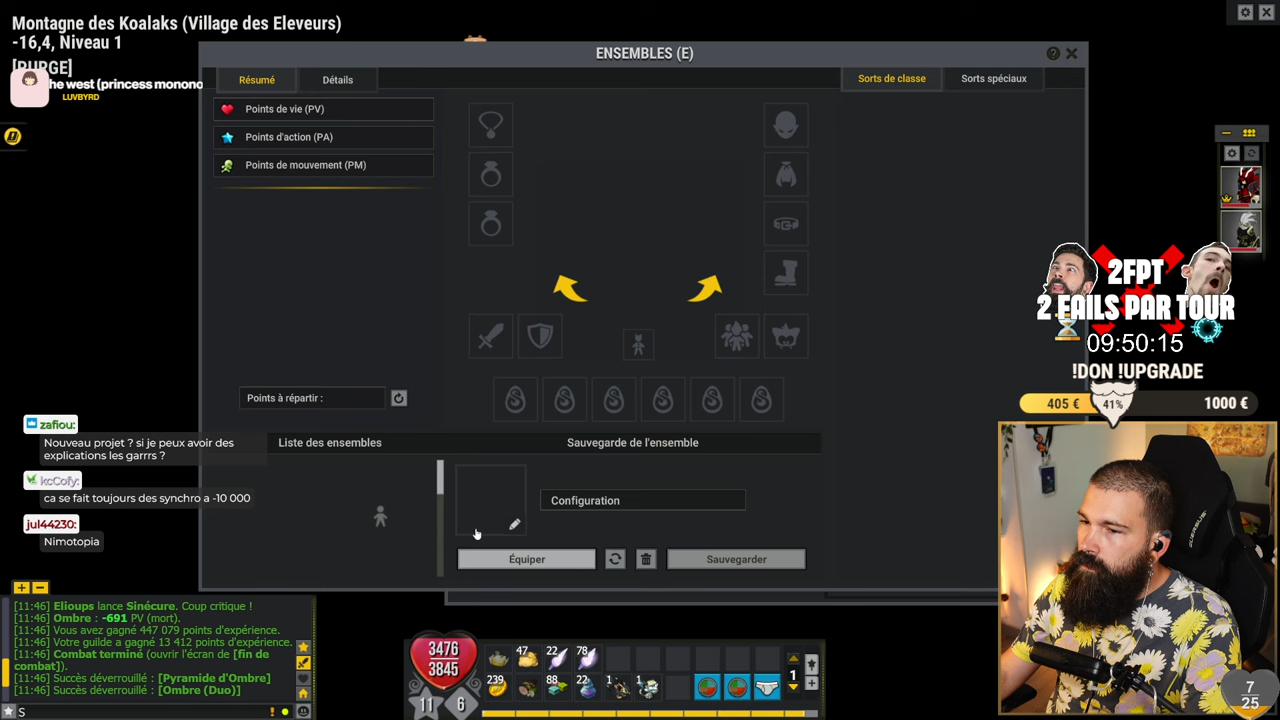 Montagne des Koalaks (Village des Eleveurs)
-16,4, Niveau 1
[PURGE]
he west (princess monono
LUVBYRD
ENSEMBLES (E)
Résumé
Détails
Sorts de classe
Sorts spéciaux
Points de vie (PV)
Points d'action (PA)
Points de mouvement (PM)
Points à répartir :
Liste des ensembles
Sauvegarde de l'ensemble
Configuration
Équiper
Sauvegarder
2FPT
2 FAILS PAR TOUR
09:50:15
!DON !UPGRADE
405 €
41%
1000 €
zafiou:
Nouveau projet ? si je peux avoir des
explications les garrrs ?
kcCofy:
ca se fait toujours des synchro a -10 000
jul44230:
Nimotopia
[11:46] Elioups lance Sinécure. Coup critique !
[11:46] Ombre : -691 PV (mort).
[11:46] Vous avez gagné 447 079 points d'expérience.
[11:46] Votre guilde a gagné 13 412 points d'expérience.
[11:46] Combat terminé (ouvrir l'écran de [fin de
combat]).
[11:46] Succès déverrouillé : [Pyramide d'Ombre]
[11:46] Succès déverrouillé : [Ombre (Duo)]
S
3476
3845
11
6
47
22
78
239
88
22
1
1
1
7
25